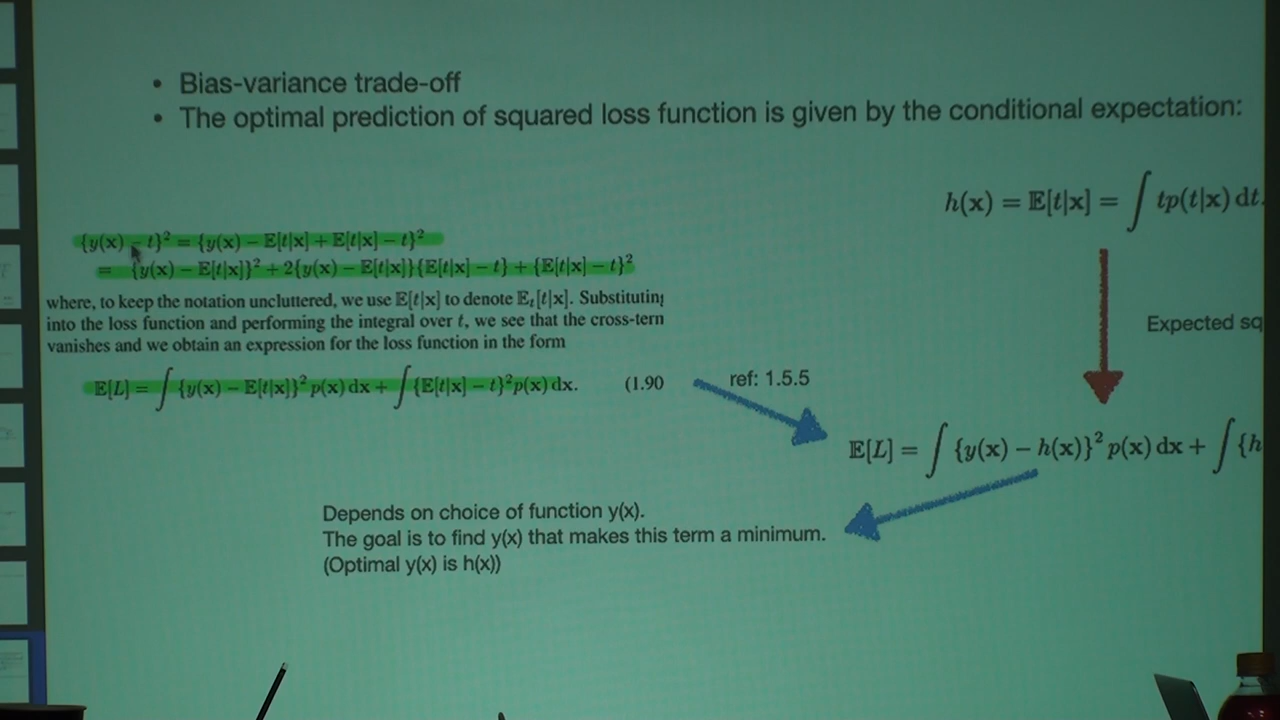 • Bias-variance trade-off
• The optimal prediction of squared loss function is given by the conditional expectation:
h(x) = 𝔼[t|x] = ∫ tp(t|x) dt.
{y(x) − t}² = {y(x) − 𝔼[t|x] + 𝔼[t|x] − t}²
= {y(x) − 𝔼[t|x]}² + 2{y(x) − 𝔼[t|x]}{𝔼[t|x] − t} + {𝔼[t|x] − t}²
where, to keep the notation uncluttered, we use 𝔼[t|x] to denote 𝔼ₜ[t|x]. Substituting
into the loss function and performing the integral over t, we see that the cross-tern
vanishes and we obtain an expression for the loss function in the form
Expected sq
𝔼[L] = ∫ {y(x) − 𝔼[t|x]}² p(x) dx + ∫ {𝔼[t|x] − t}² p(x) dx. (1.90
ref: 1.5.5
𝔼[L] = ∫ {y(x) − h(x)}² p(x) dx + ∫ {h
Depends on choice of function y(x).
The goal is to find y(x) that makes this term a minimum.
(Optimal y(x) is h(x))